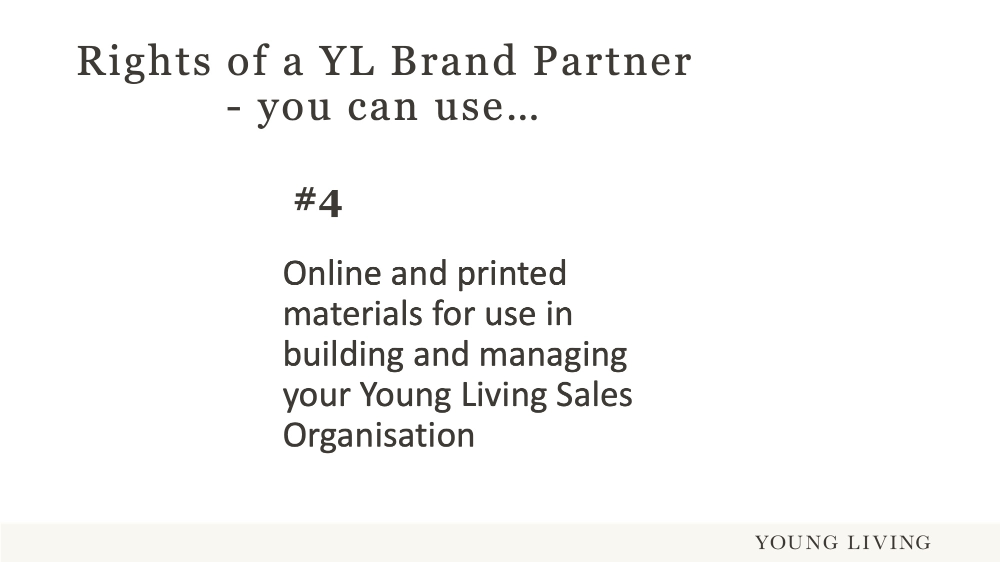 Rights of a YL Brand Partner
- you can use…
#4
Online and printed
materials for use in
building and managing
your Young Living Sales
Organisation
YOUNG LIVING